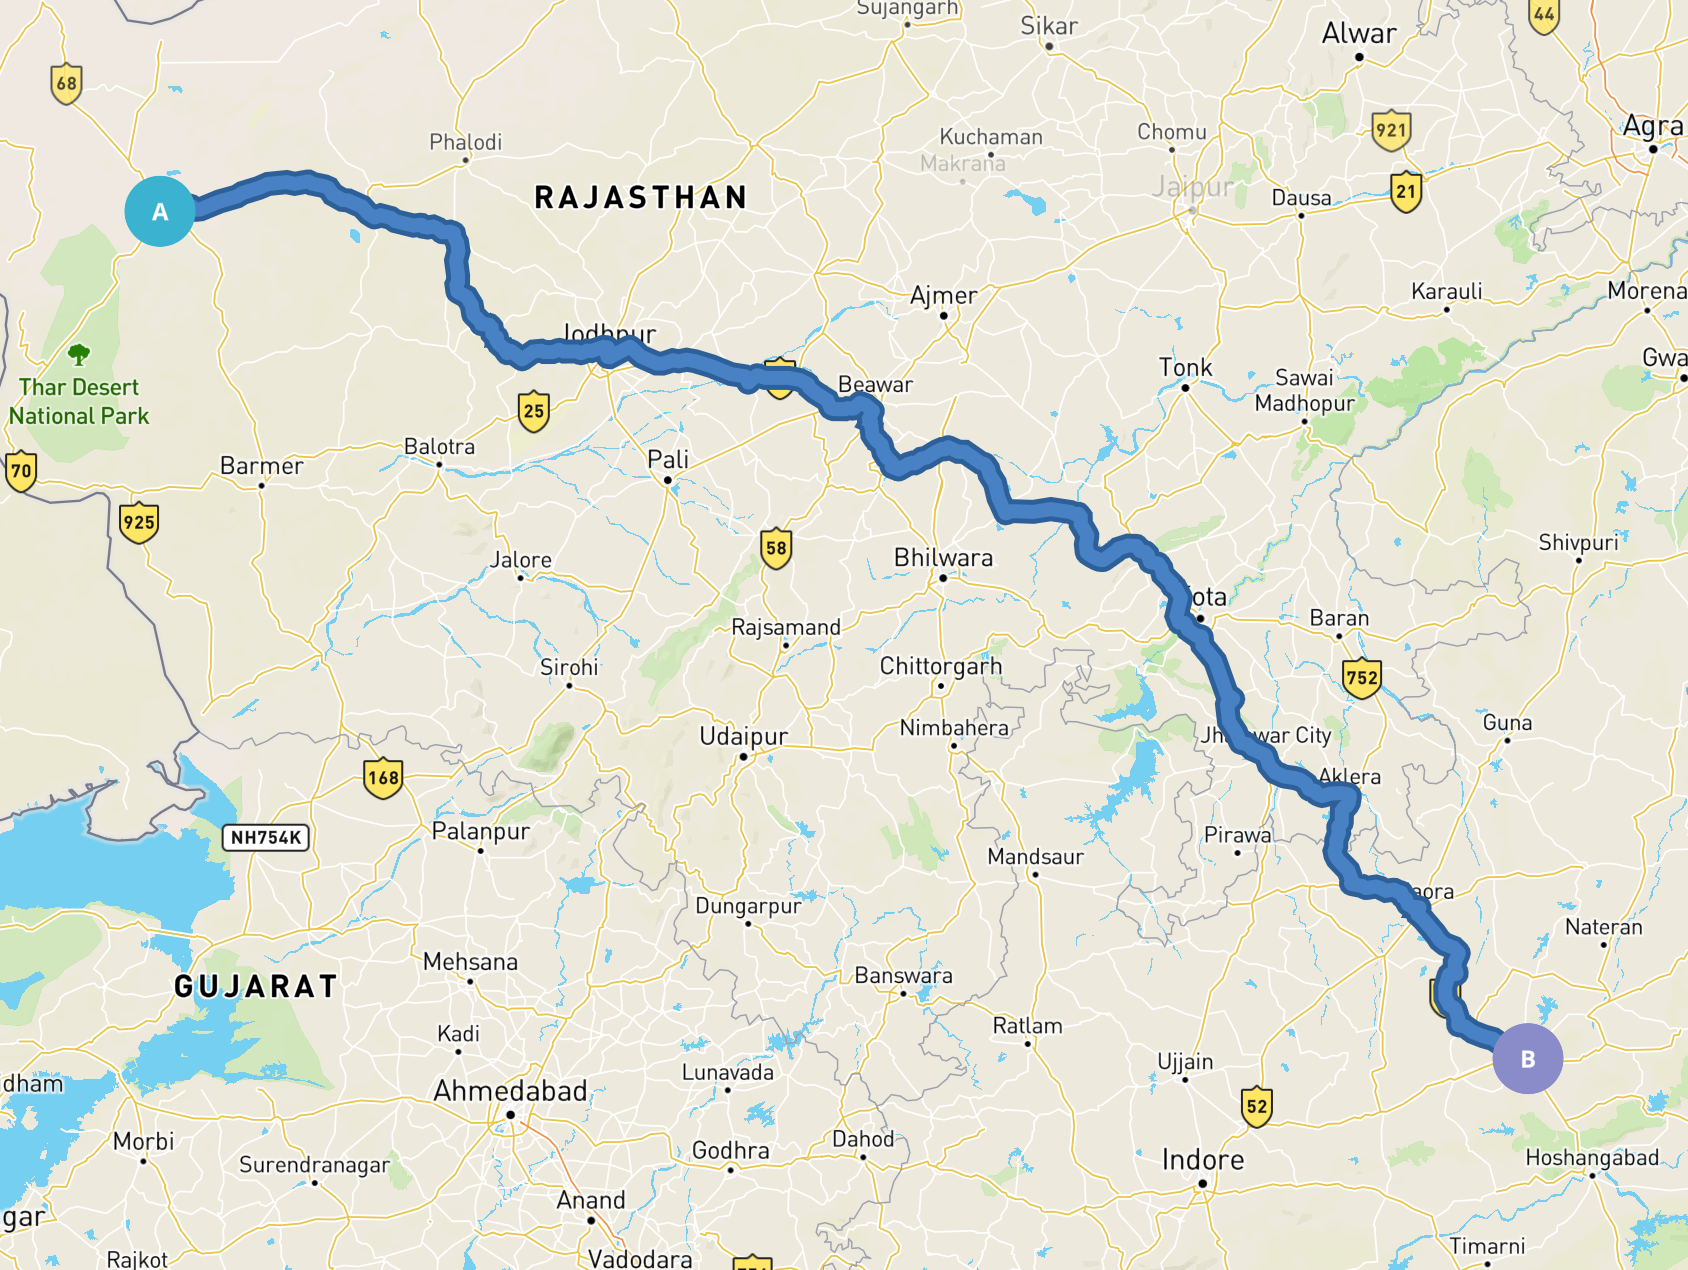 Sujangarh
Sikar
Alwar
44
68
Phalodi
Kuchaman
Makrana
Chomu
921
Agra
A
RAJASTHAN
Jaipur
Dausa
21
Ajmer
Karauli
Morena
Jodhpur
Thar Desert
National Park
Beawar
Tonk
Sawai
Madhopur
Gwa
25
Balotra
Pali
70
Barmer
925
58
Bhilwara
Jalore
Shivpuri
ota
Baran
Rajsamand
Sirohi
Chittorgarh
752
Udaipur
Nimbahera
Guna
Jh
war City
168
Aklera
NH754K
Palanpur
Pirawa
Mandsaur
Dungarpur
aora
Nateran
Mehsana
GUJARAT
Banswara
Kadi
Ratlam
B
dham
Ahmedabad
Lunavada
Ujjain
52
Morbi
Surendranagar
Godhra
Dahod
Indore
Hoshangabad
gar
Anand
Rajkot
Vadodara
Timarni